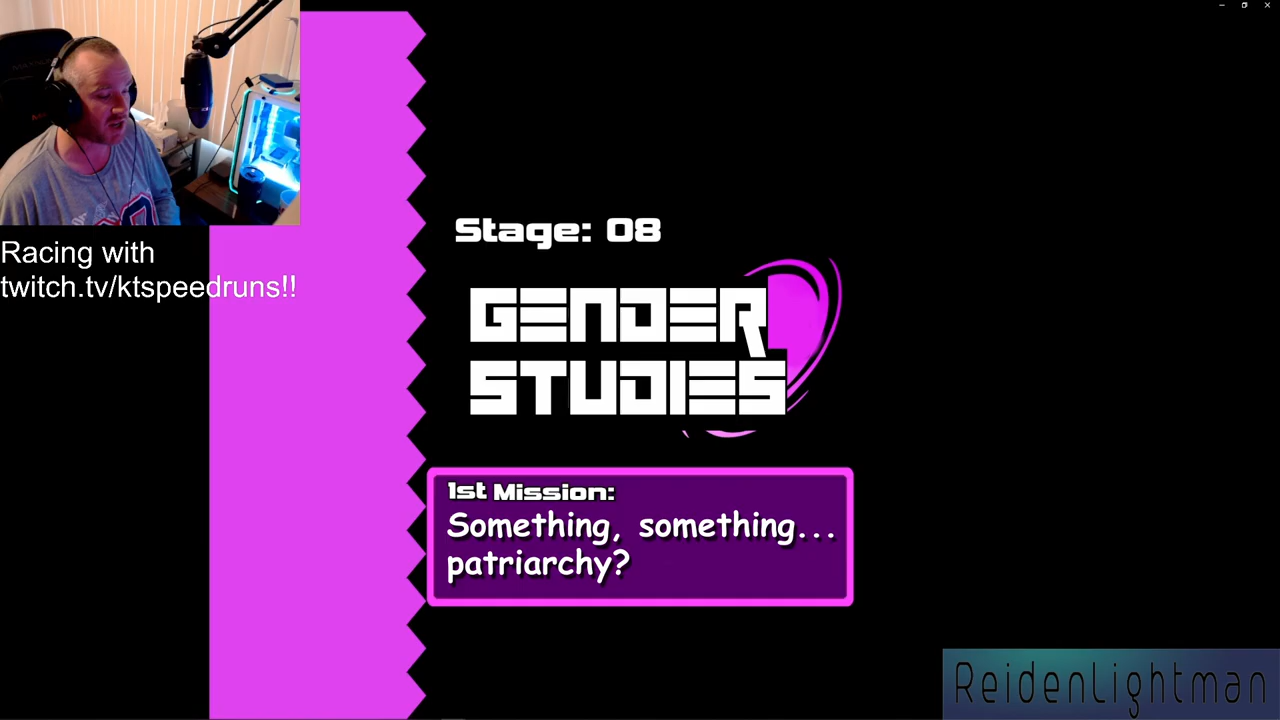 Racing with
twitch.tv/ktspeedruns!!
Stage: 08
GENDER
STUDIES
1st Mission:
Something, something...
patriarchy?
ReidenLightman